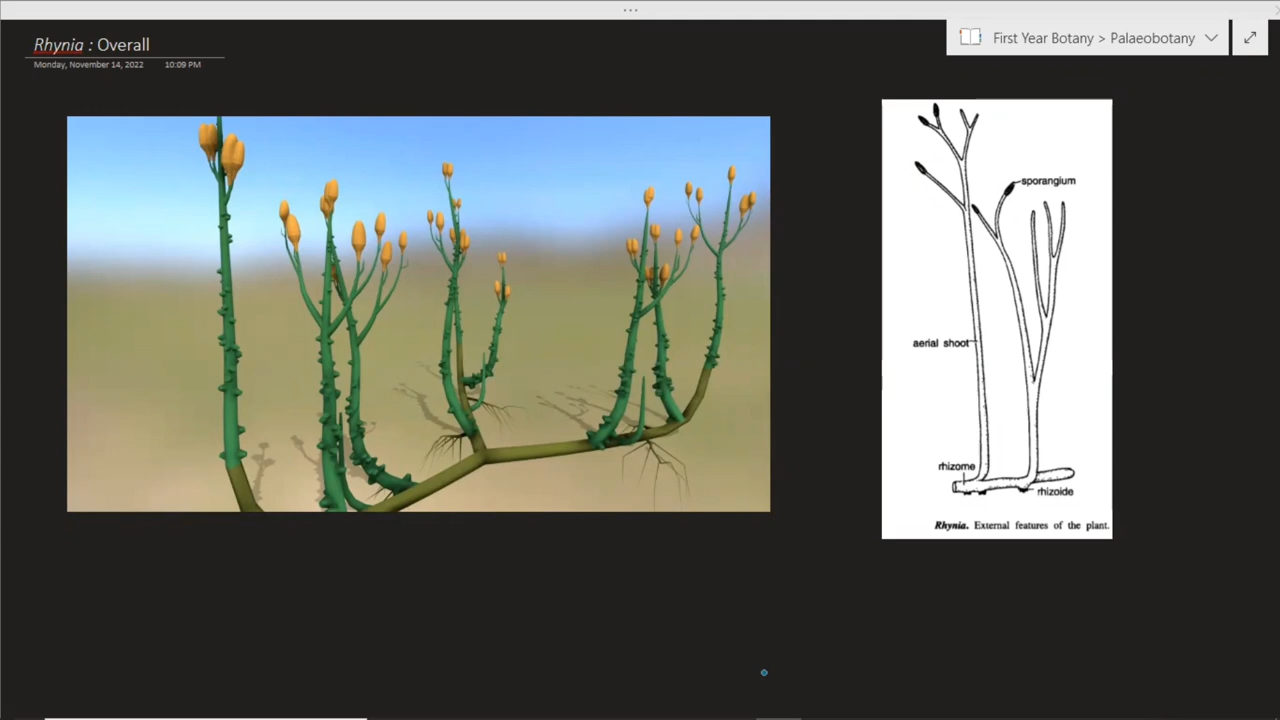 Rhynia : Overall
Monday, November 14, 2022 10:09 PM
First Year Botany > Palaeobotany
sporangium
aerial shoot
rhizome
rhizoide
Rhynia. External features of the plant.